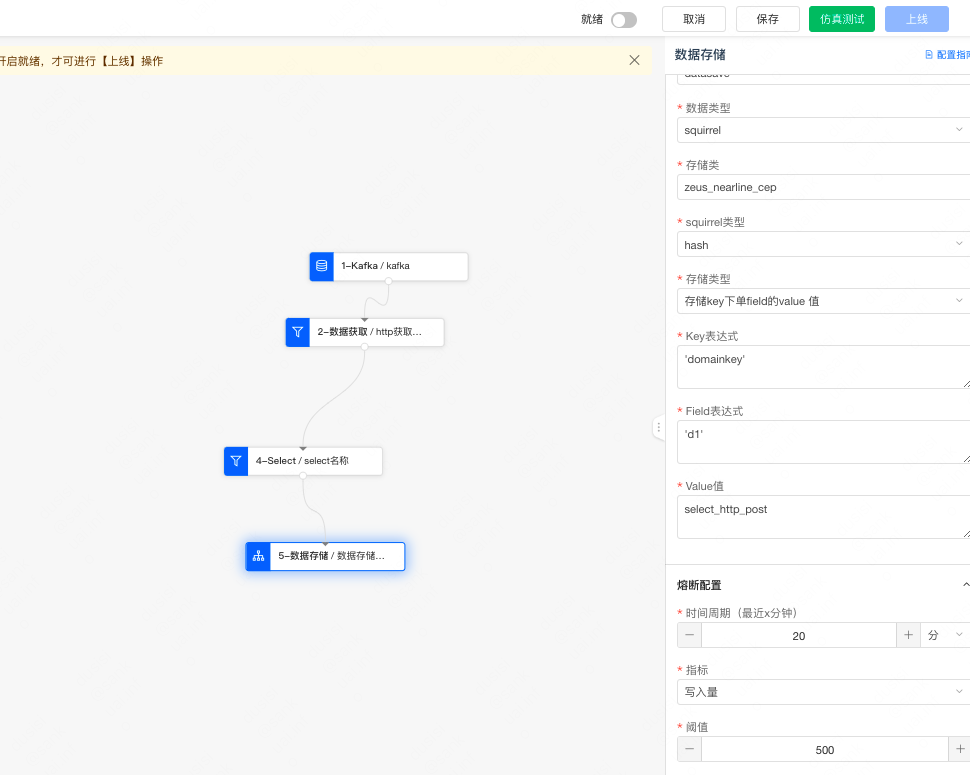 就绪
取消
保存
仿真测试
上线
开启就绪，才可进行【上线】操作
数据存储
配置指南
datasave
* 数据类型
squirrel
* 存储类
zeus_nearline_cep
* squirrel类型
hash
* 存储类型
存储key下单field的value 值
* Key表达式
'domainkey'
* Field表达式
'd1'
* Value值
select_http_post
熔断配置
* 时间周期（最近x分钟）
20
分
* 指标
写入量
* 阈值
500
1-Kafka / kafka
2-数据获取 / http获取...
4-Select / select名称
5-数据存储 / 数据存储...